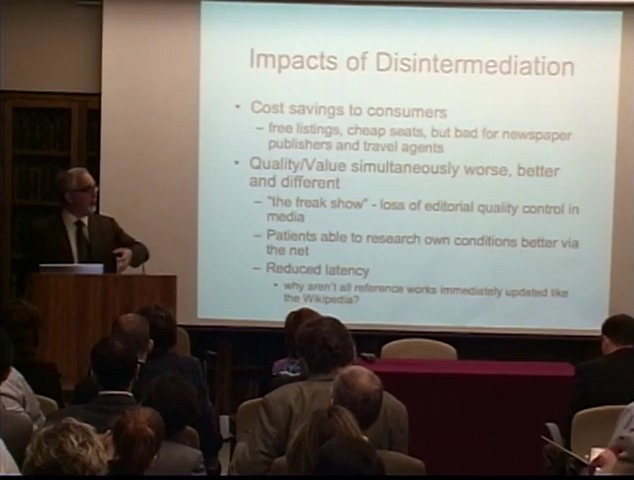 Impacts of Disintermediation
• Cost savings to consumers
– free listings, cheap seats, but bad for newspaper
publishers and travel agents
• Quality/Value simultaneously worse, better
and different
– "the freak show" - loss of editorial quality control in
media
– Patients able to research own conditions better via
the net
– Reduced latency
• why aren't all reference works immediately updated like
the Wikipedia?